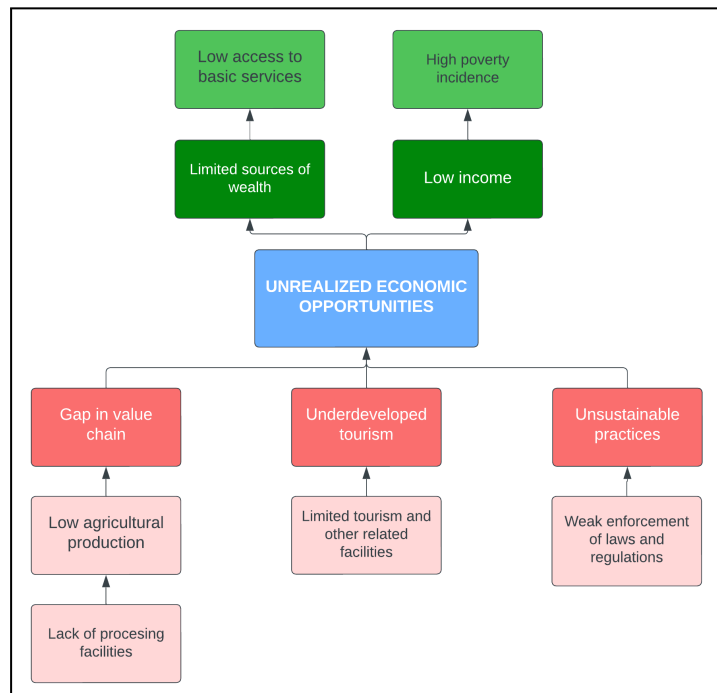 Low access to
basic services
High poverty
incidence
Limited sources of
wealth
Low income
UNREALIZED ECONOMIC
OPPORTUNITIES
Gap in value
chain
Underdeveloped
tourism
Unsustainable
practices
Low agricultural
production
Limited tourism and
other related
facilities
Weak enforcement
of laws and
regulations
Lack of procesing
facilities